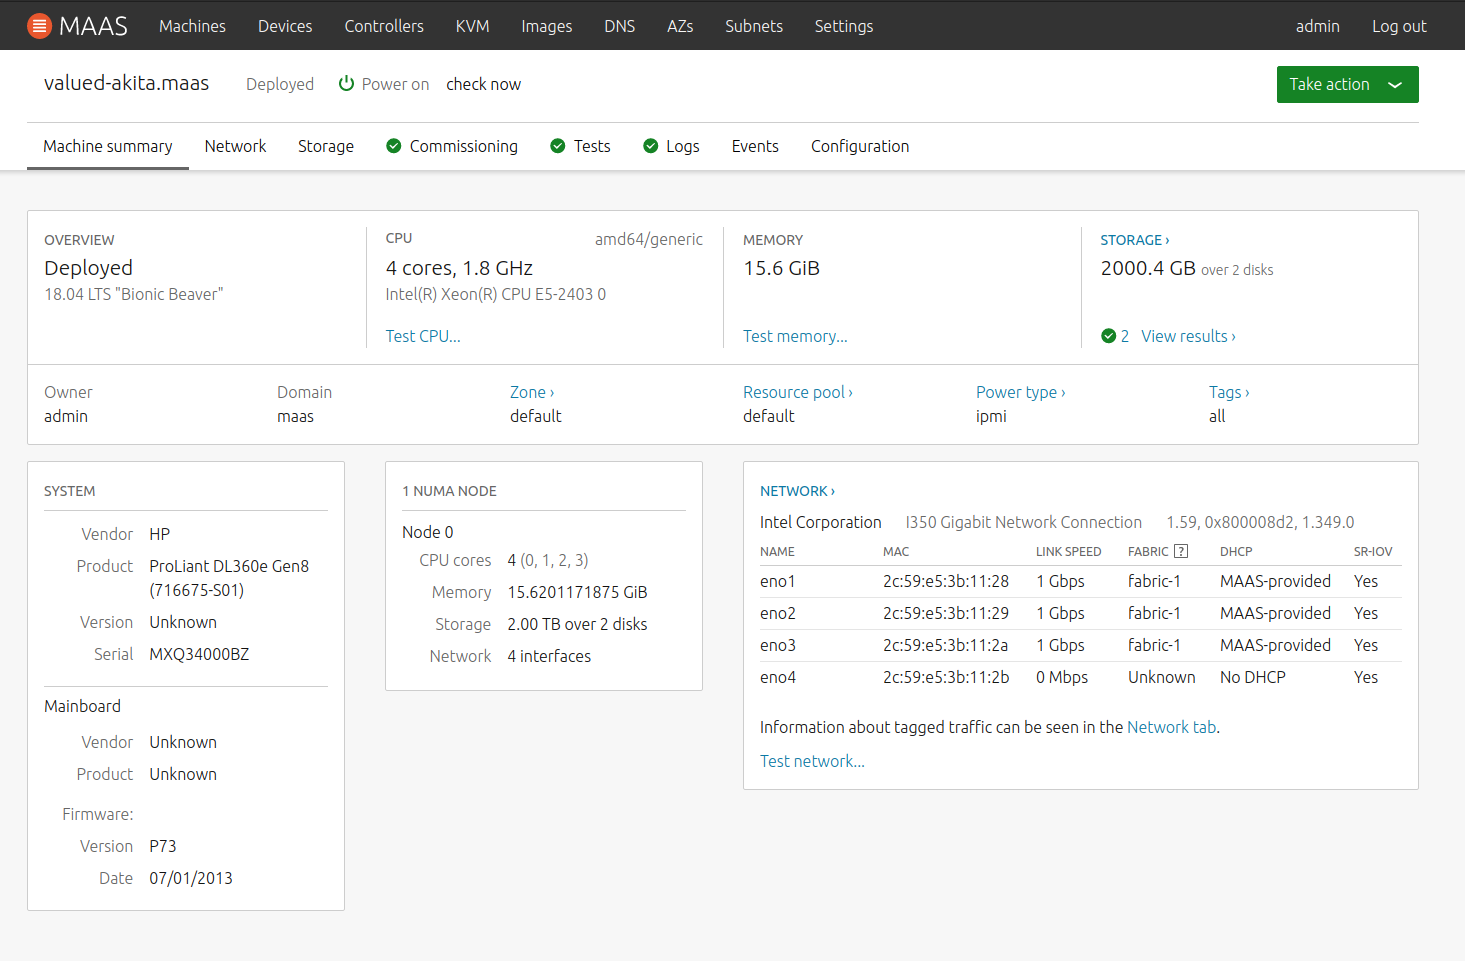 MAAS Machines Devices Controllers KVM Images DNS AZs Subnets Settings admin Log out
valued-akita.maas Deployed Power on check now Take action
Machine summary Network Storage Commissioning Tests Logs Events Configuration
OVERVIEW
Deployed
18.04 LTS "Bionic Beaver"
CPU amd64/generic
4 cores, 1.8 GHz
Intel(R) Xeon(R) CPU E5-2403 0
Test CPU...
MEMORY
15.6 GiB
Test memory...
STORAGE ›
2000.4 GB over 2 disks
2 View results ›
Owner
admin
Domain
maas
Zone ›
default
Resource pool ›
default
Power type ›
ipmi
Tags ›
all
SYSTEM
Vendor HP
Product ProLiant DL360e Gen8
(716675-S01)
Version Unknown
Serial MXQ34000BZ
Mainboard
Vendor Unknown
Product Unknown
Firmware:
Version P73
Date 07/01/2013
1 NUMA NODE
Node 0
CPU cores 4 (0, 1, 2, 3)
Memory 15.6201171875 GiB
Storage 2.00 TB over 2 disks
Network 4 interfaces
NETWORK ›
Intel Corporation I350 Gigabit Network Connection 1.59, 0x800008d2, 1.349.0
NAME MAC LINK SPEED FABRIC ? DHCP SR-IOV
eno1 2c:59:e5:3b:11:28 1 Gbps fabric-1 MAAS-provided Yes
eno2 2c:59:e5:3b:11:29 1 Gbps fabric-1 MAAS-provided Yes
eno3 2c:59:e5:3b:11:2a 1 Gbps fabric-1 MAAS-provided Yes
eno4 2c:59:e5:3b:11:2b 0 Mbps Unknown No DHCP Yes
Information about tagged traffic can be seen in the Network tab.
Test network...